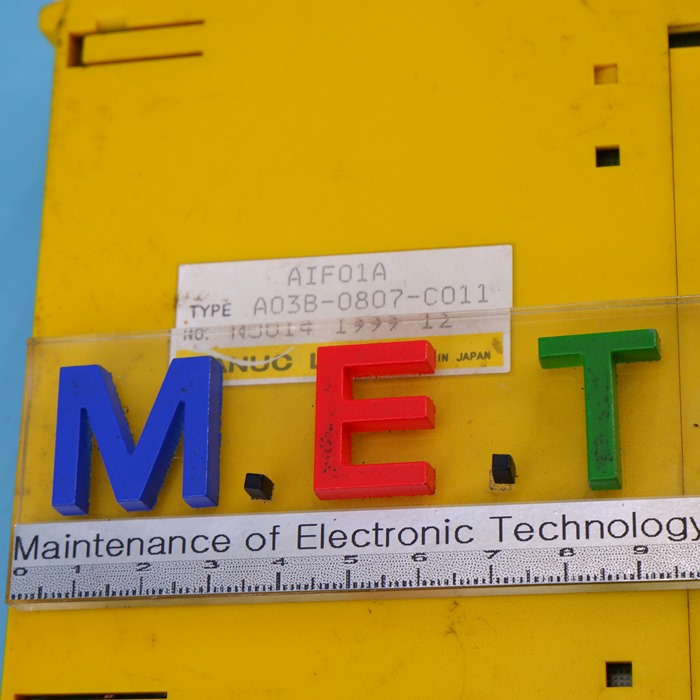 AIF01A
TYPE A03B-0807-C011
NO. NJU14 1999 12
IN JAPAN
M.E.T
Maintenance of Electronic Technology
0 1 2 3 4 5 6 7 8 9